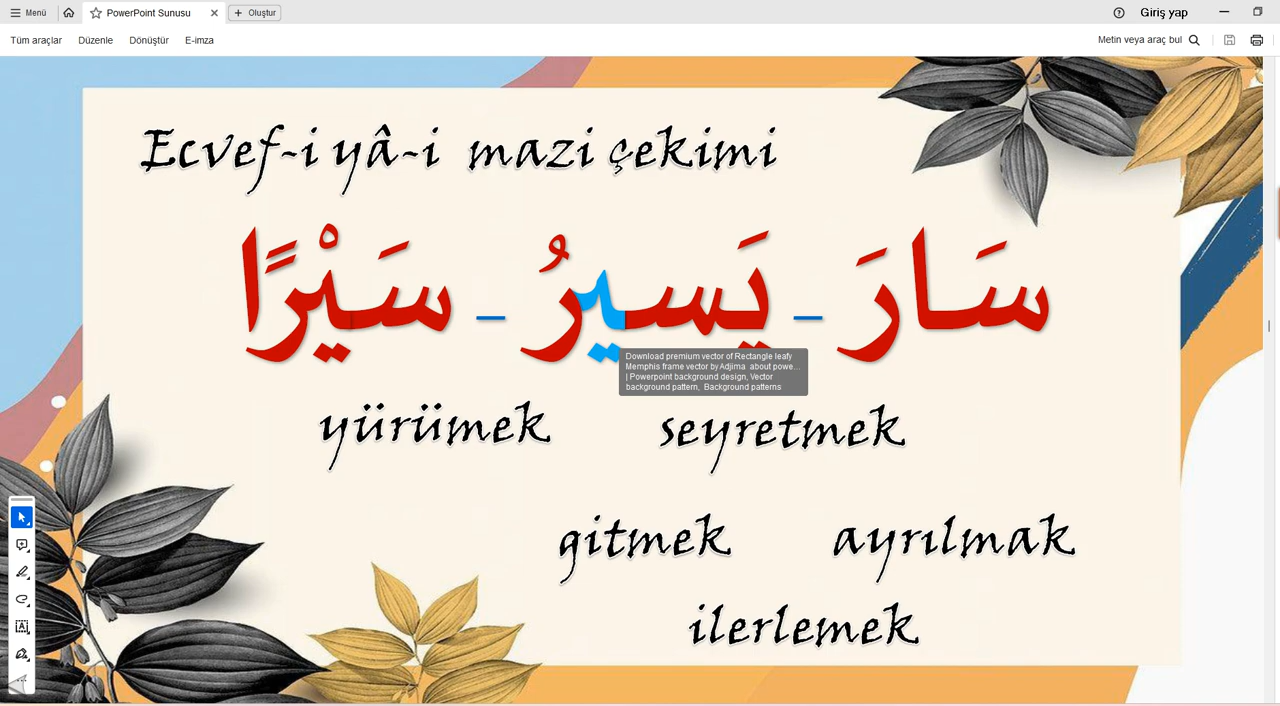 Menü
PowerPoint Sunusu
Oluştur
Giriş yap
Tüm araçlar
Düzenle
Dönüştür
E-imza
Metin veya araç bul
Ecvef-i yâ-i mazi çekimi
سَارَ - يَسيرُ - سَيْرًا
Download premium vector of Rectangle leafy
Memphis frame vector by Adjima about powe...
| Powerpoint background design, Vector
background pattern, Background patterns
yürümek seyretmek
gitmek ayrılmak
ilerlemek